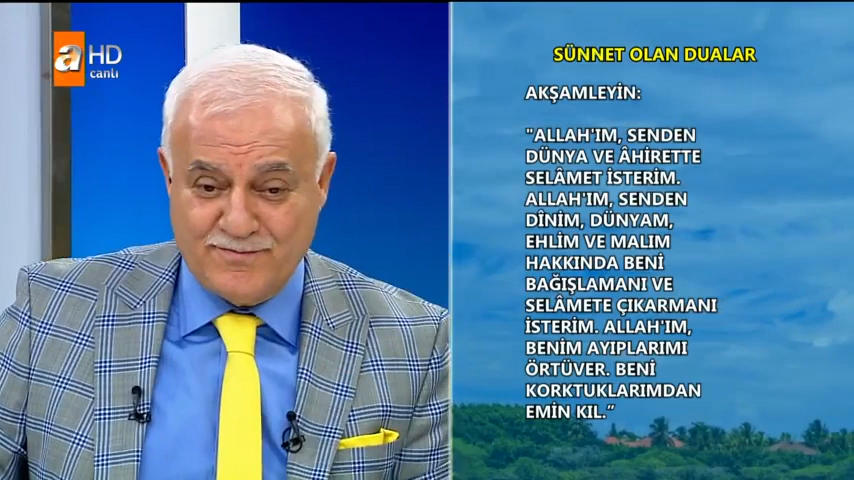 a HD
canlı
SÜNNET OLAN DUALAR
AKŞAMLEYİN:
"ALLAH'IM, SENDEN
DÜNYA VE ÂHİRETTE
SELÂMET İSTERİM.
ALLAH'IM, SENDEN
DÎNİM, DÜNYAM,
EHLİM VE MALIM
HAKKINDA BENİ
BAĞIŞLAMANI VE
SELÂMETE ÇIKARMANI
İSTERİM. ALLAH'IM,
BENİM AYIPLARIMI
ÖRTÜVER. BENİ
KORKTUKLARIMDAN
EMİN KIL.”